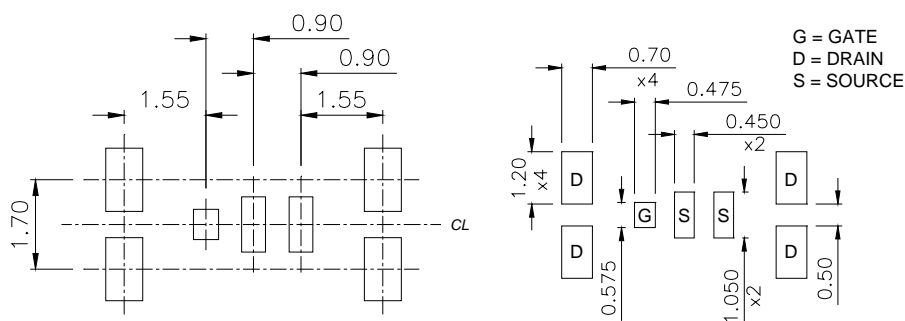 0.90
0.90
1.55
1.55
1.70
CL
G = GATE
D = DRAIN
S = SOURCE
0.70
x4
0.475
0.450
x2
1.20
x4
D
D
G
S
S
D
D
0.575
1.050
x2
0.50